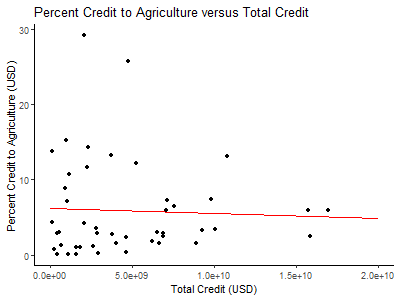 Percent Credit to Agriculture versus Total Credit
Percent Credit to Agriculture (USD)
30
20
10
0
0.0e+00 5.0e+09 1.0e+10 1.5e+10 2.0e+10
Total Credit (USD)